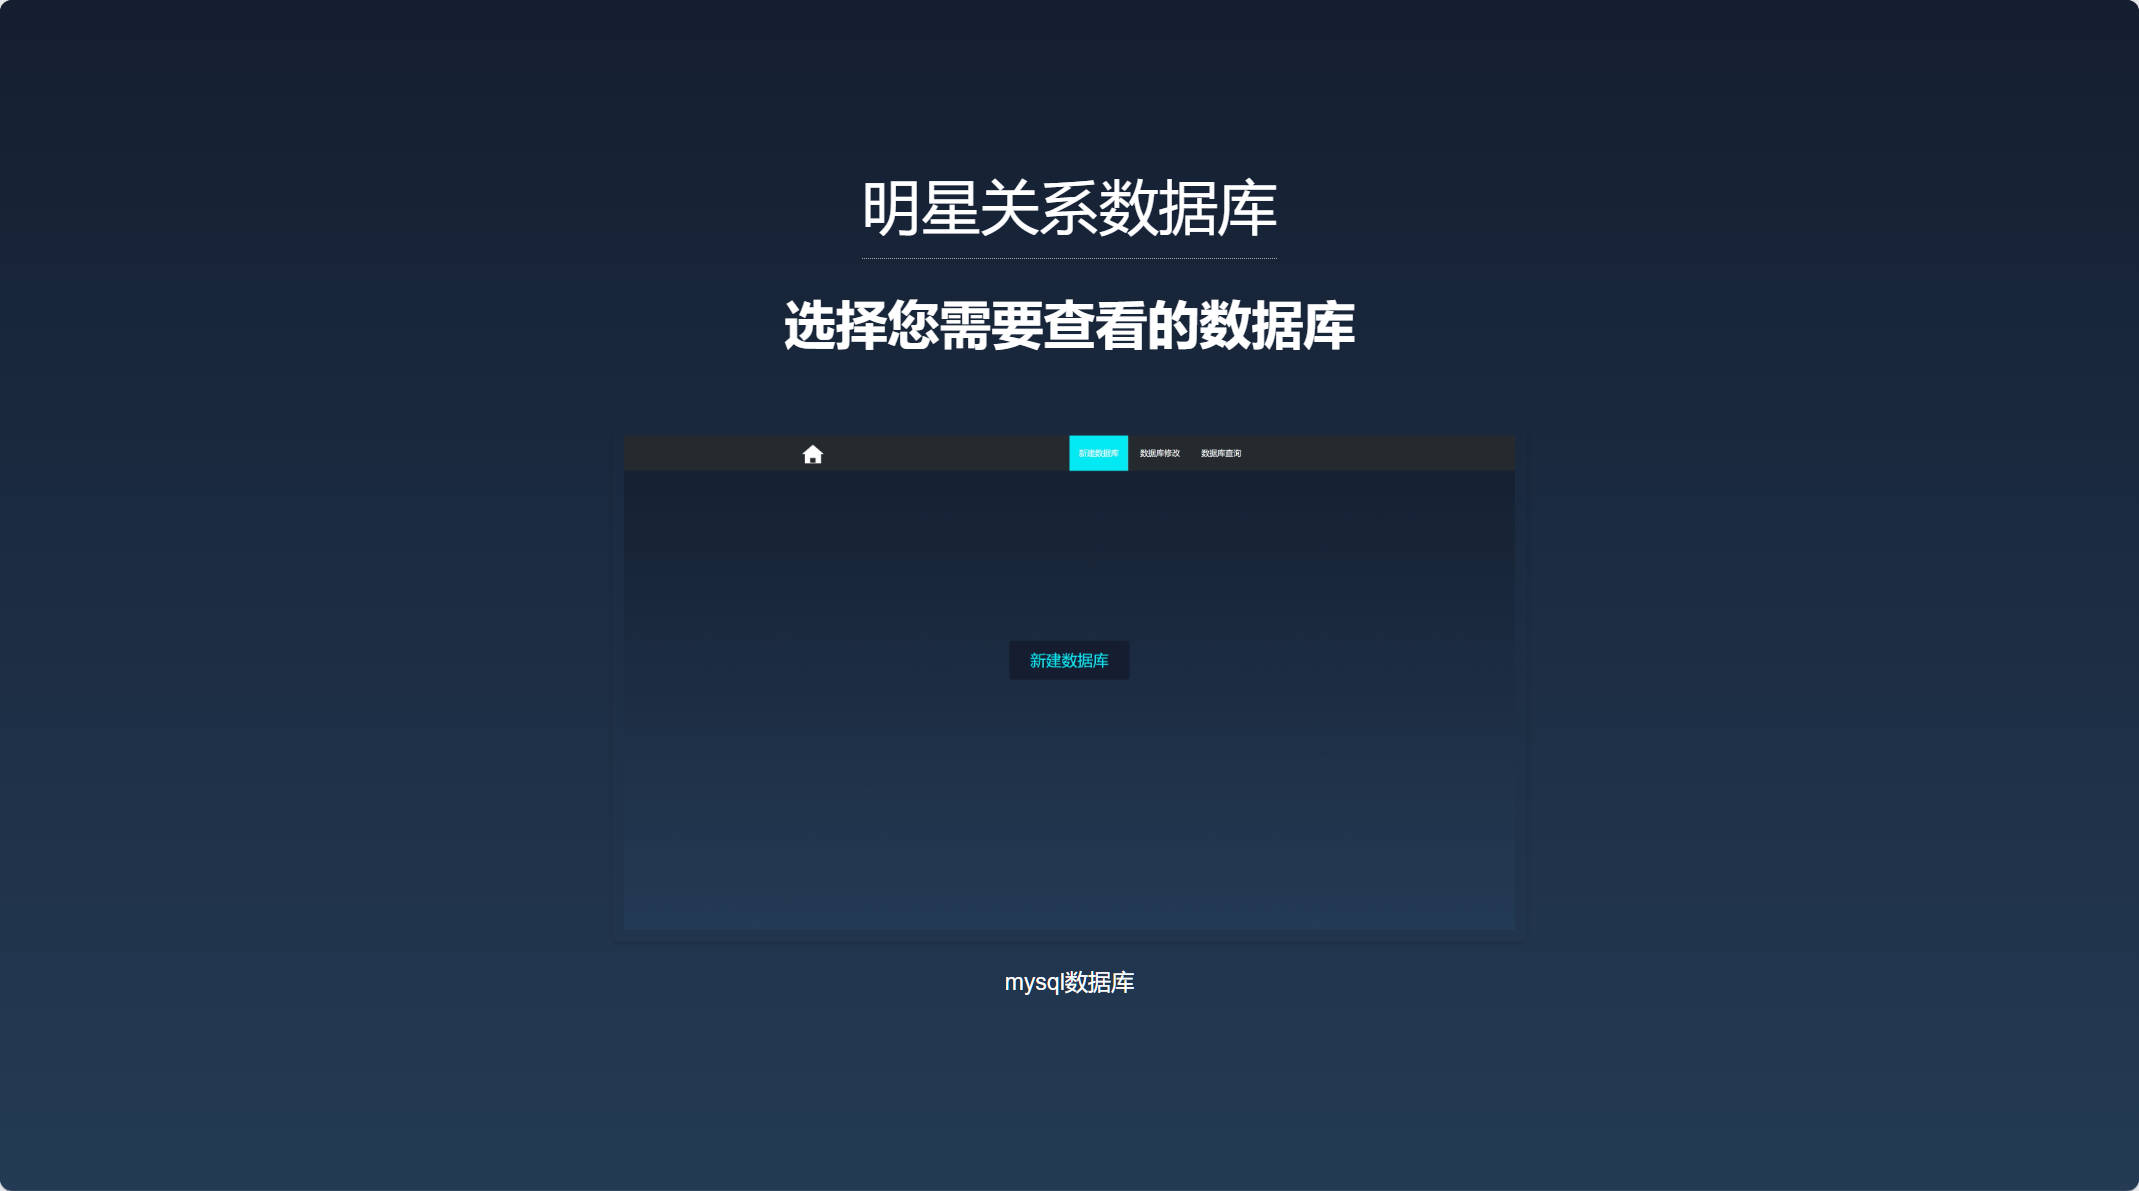 明星关系数据库
选择您需要查看的数据库
新建数据库 数据库修改 数据库查询
新建数据库
mysql数据库